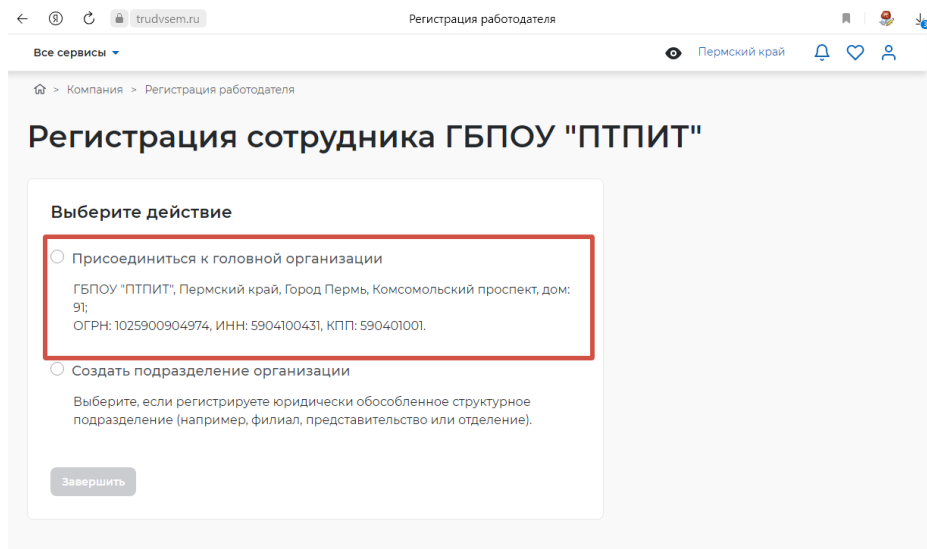 trudvsem.ru
Регистрация работодателя
Все сервисы
Пермский край
> Компания > Регистрация работодателя
Регистрация сотрудника ГБПОУ "ПТПИТ"
Выберите действие
Присоединиться к головной организации
ГБПОУ "ПТПИТ", Пермский край, Город Пермь, Комсомольский проспект, дом:
91;
ОГРН: 1025900904974, ИНН: 5904100431, КПП: 590401001.
Создать подразделение организации
Выберите, если регистрируете юридически обособленное структурное
подразделение (например, филиал, представительство или отделение).
Завершить